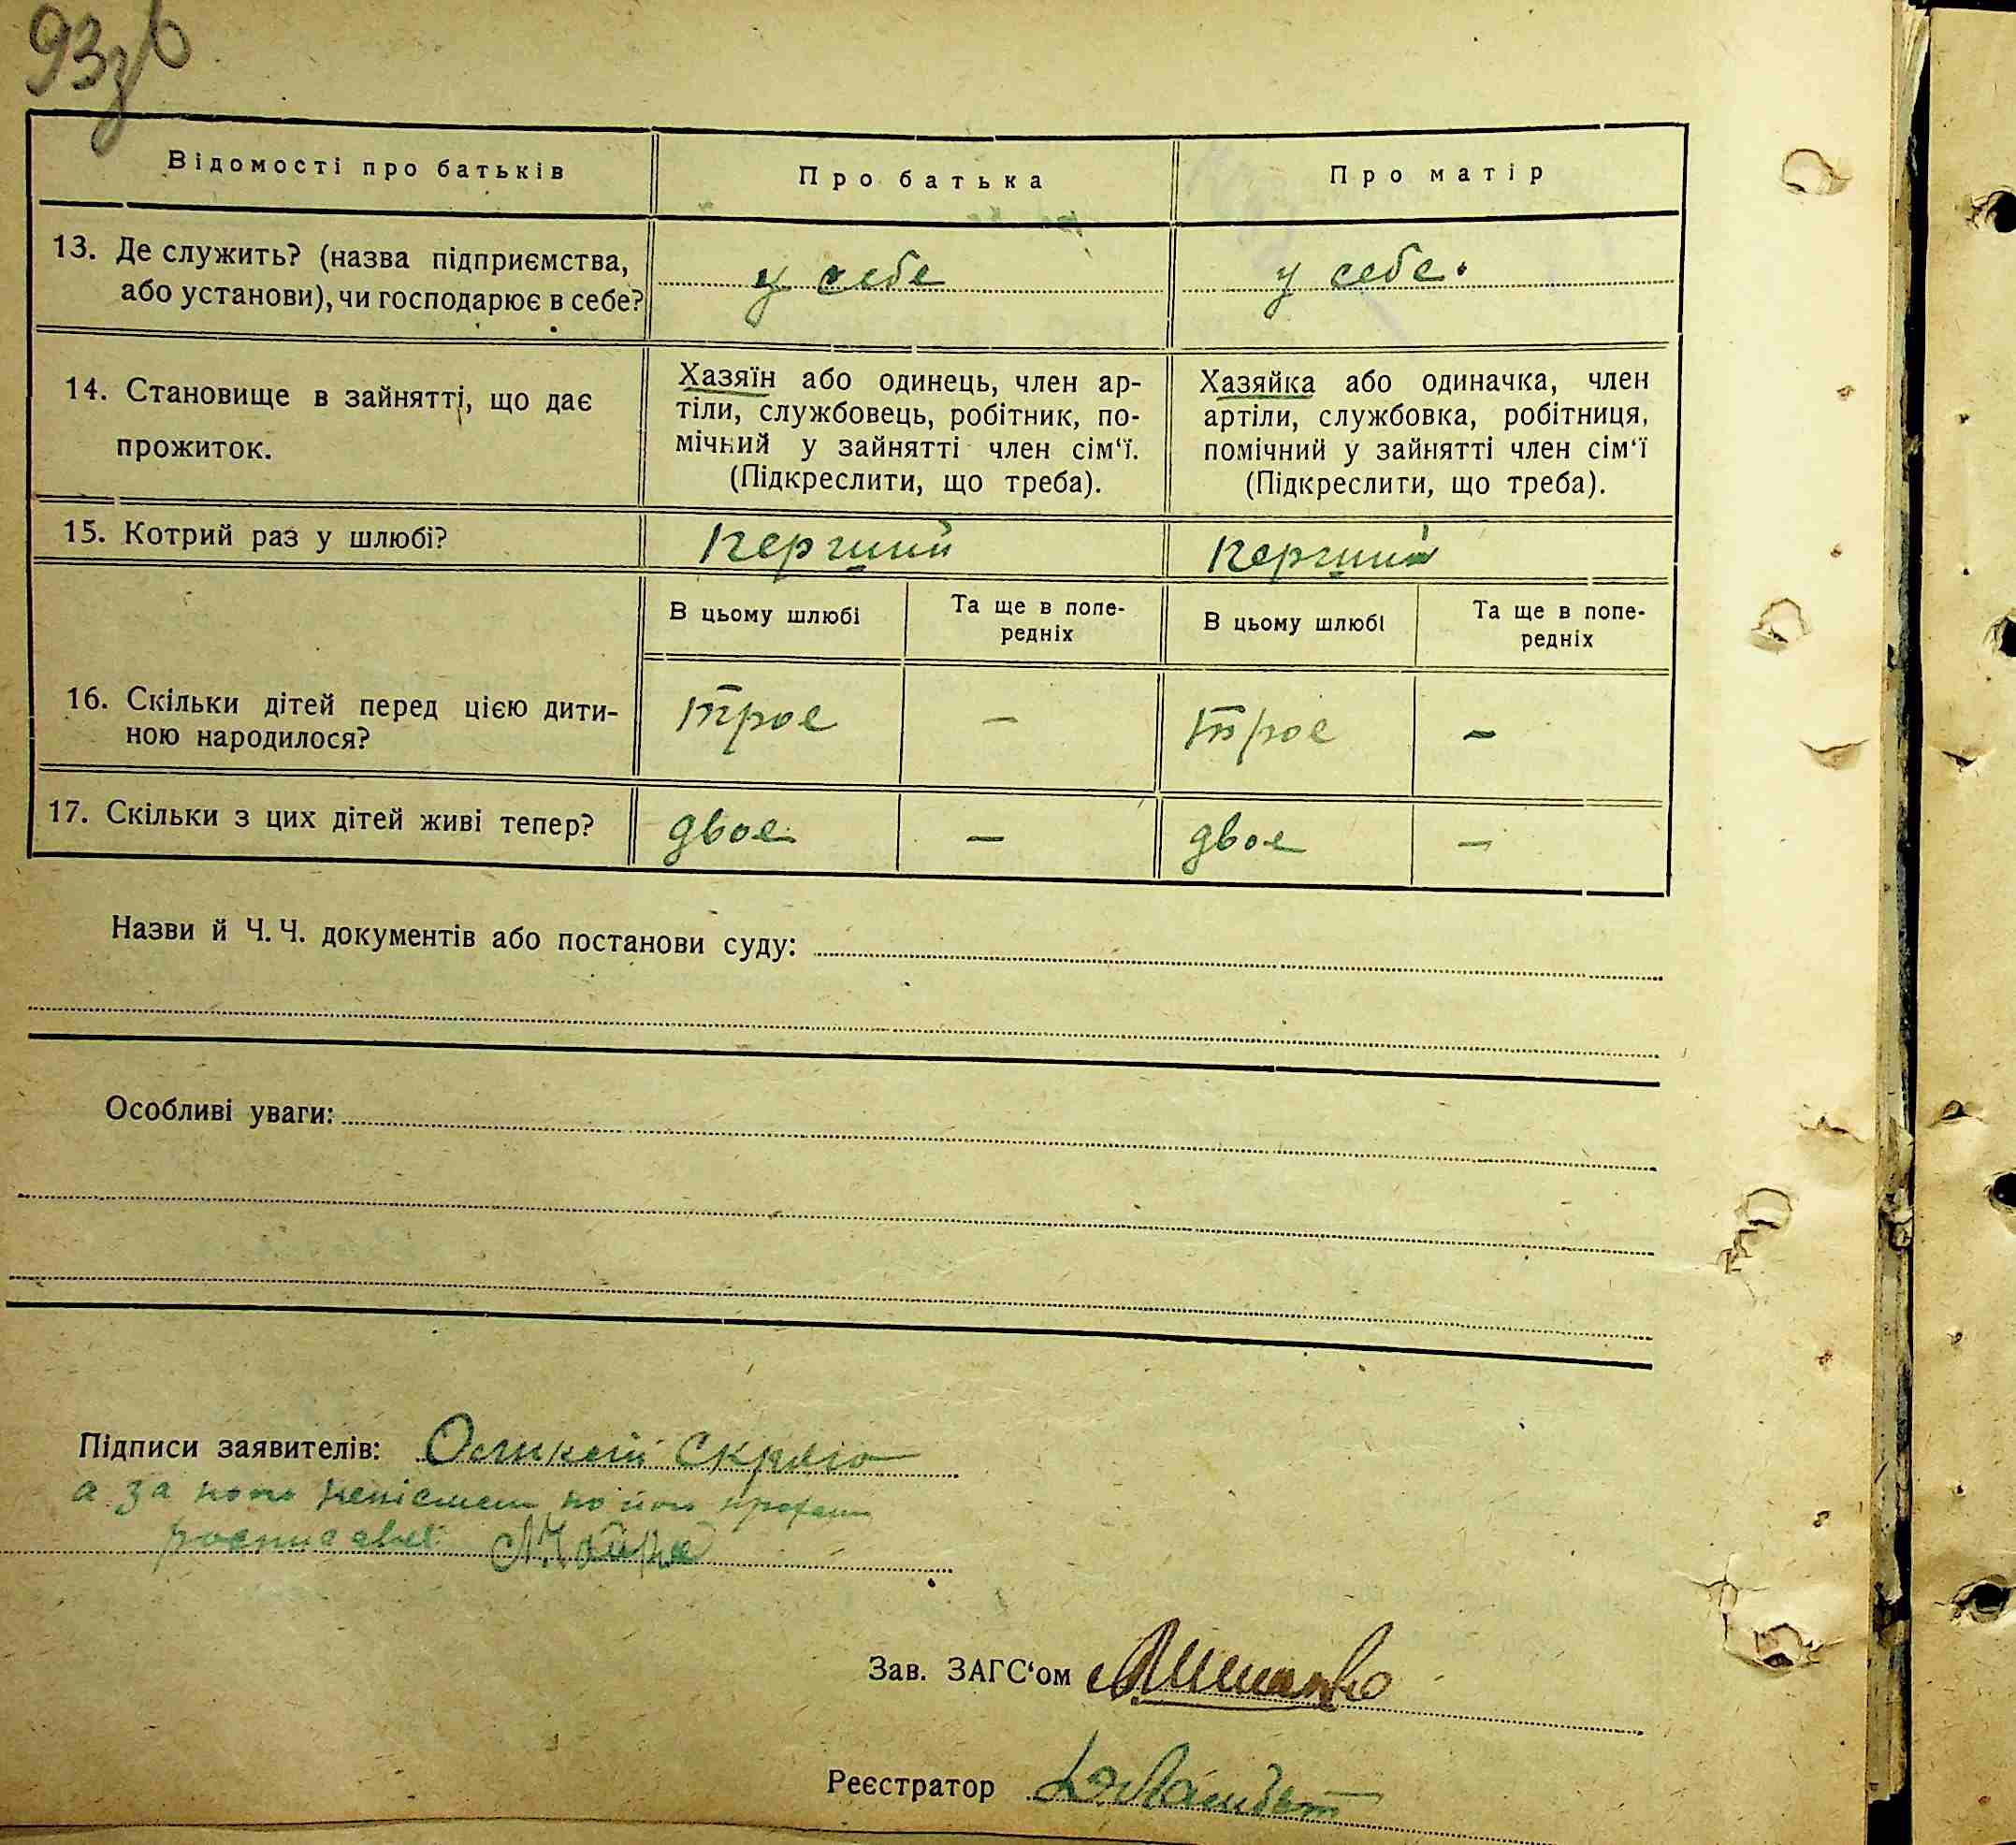 93зв
Відомості про батьків
Про батька
Про матір
13. Де служить? (назва підприємства,
або установи), чи господарює в себе?
у себе
у себе.
14. Становище в зайнятті, що дає
прожиток.
Хазяїн або одинець, член ар-
тіли, службовець, робітник, по-
мічний у зайнятті член сім‘ї.
(Підкреслити, що треба).
Хазяйка або одиначка, член
артіли, службовка, робітниця,
помічний у зайнятті член сім‘ї
(Підкреслити, що треба).
15. Котрий раз у шлюбі?
перший
перший
В цьому шлюбі
Та ще в попе-
редніх
В цьому шлюбі
Та ще в попе-
редніх
16. Скільки дітей перед цією дити-
ною народилося?
троє
—
троє
—
17. Скільки з цих дітей живі тепер?
двоє
—
двоє
—
Назви й Ч. Ч. документів або постанови суду:
Особливі уваги:
Підписи заявителів:
а за
Зав. ЗАГС‘ом
Реєстратор